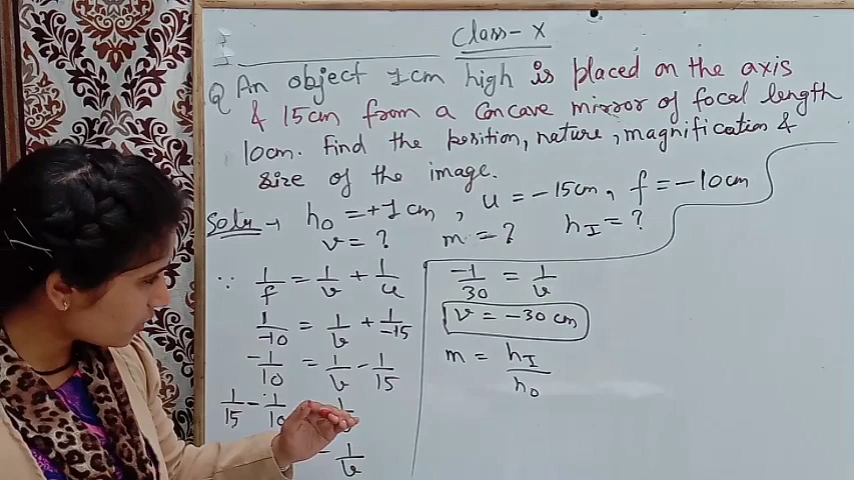 Class - X
Q An object 1cm high is placed on the axis
& 15cm from a concave mirror of focal length
10cm. Find the position, nature, magnification &
size of the image.
Soln → h₀ = +1 cm, u = -15cm, f = -10cm
v = ? m = ? h_I = ?
∵ 1/f = 1/v + 1/u
1/-10 = 1/v + 1/-15
-1/10 = 1/v - 1/15
1/15 - 1/10
1/v
-1/30 = 1/v
v = -30 cm
m = h_I/h₀